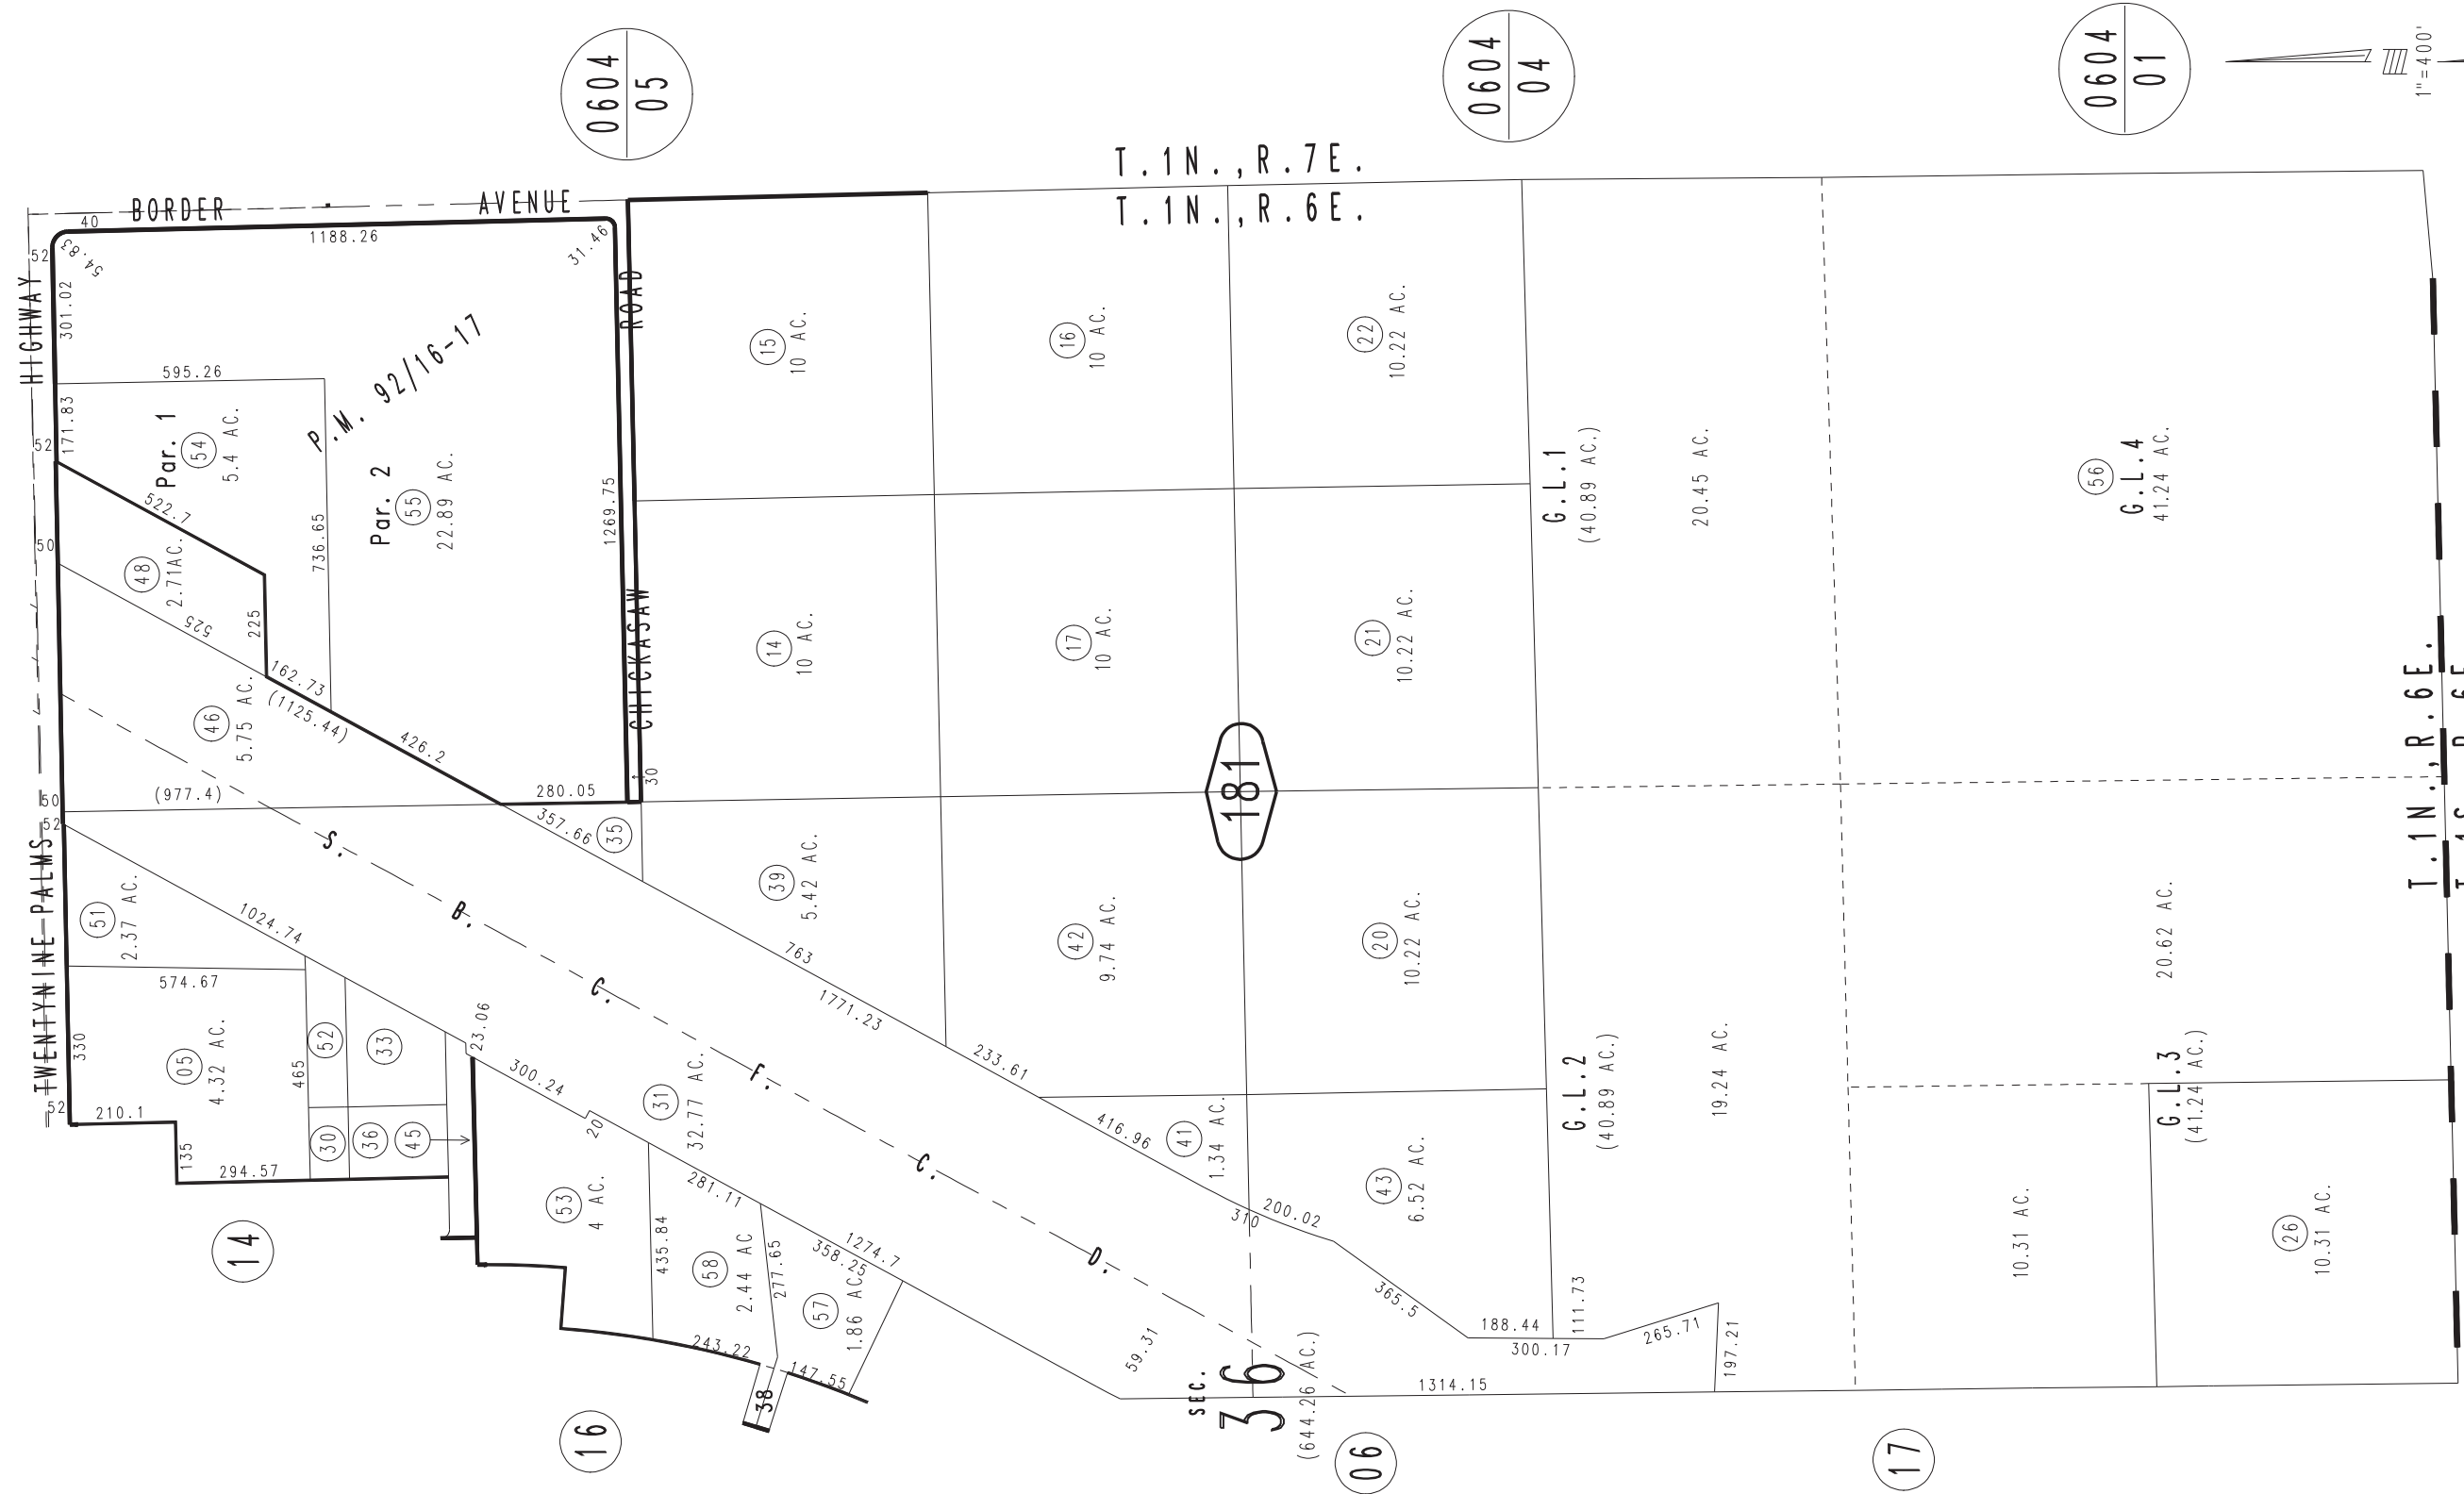 TWENTYNINE PALMS HIGHWAY
BORDER AVENUE
CHICKASAW ROAD
0604
05
0604
04
0604
01
1"=400'
T.1N.,R.7E.
T.1N.,R.6E.
40
1188.26
52
54.83
31.46
301.02
595.26
52
171.83
Par. 1
54
5.4 AC.
P.M. 92/16-17
Par. 2
55
22.89 AC.
1269.75
736.65
522.7
50
48
2.71AC.
525
225
162.73
(1125.44)
46
5.75 AC.
426.2
280.05
30
(977.4)
50
52
357.66
35
15
10 AC.
16
10 AC.
22
10.22 AC.
14
10 AC.
17
10 AC.
21
10.22 AC.
181
39
5.42 AC.
42
9.74 AC.
20
10.22 AC.
G.L.1
(40.89 AC.)
20.45 AC.
56
G.L.4
41.24 AC.
T.1N.,R.6E.
51
2.37 AC.
1024.74
574.67
330
05
4.32 AC.
465
52
33
52
210.1
135
294.57
30
36
45
23.06
300.24
20
31
32.77 AC.
S. B. C. F. C. D.
763
1771.23
233.61
416.96
41
1.34 AC.
200.02
310
43
6.52 AC.
365.5
188.44
111.73
300.17
265.71
197.21
1314.15
G.L.2
(40.89 AC.)
19.24 AC.
20.62 AC.
G.L.3
(41.24 AC.)
10.31 AC.
26
10.31 AC.
14
53
4 AC.
435.84
281.11
58
2.44 AC
277.65
1274.7
358.25
57
1.86 AC.
243.22
147.55
38
59.31
SEC.
36
(644.26 AC.)
16
06
17